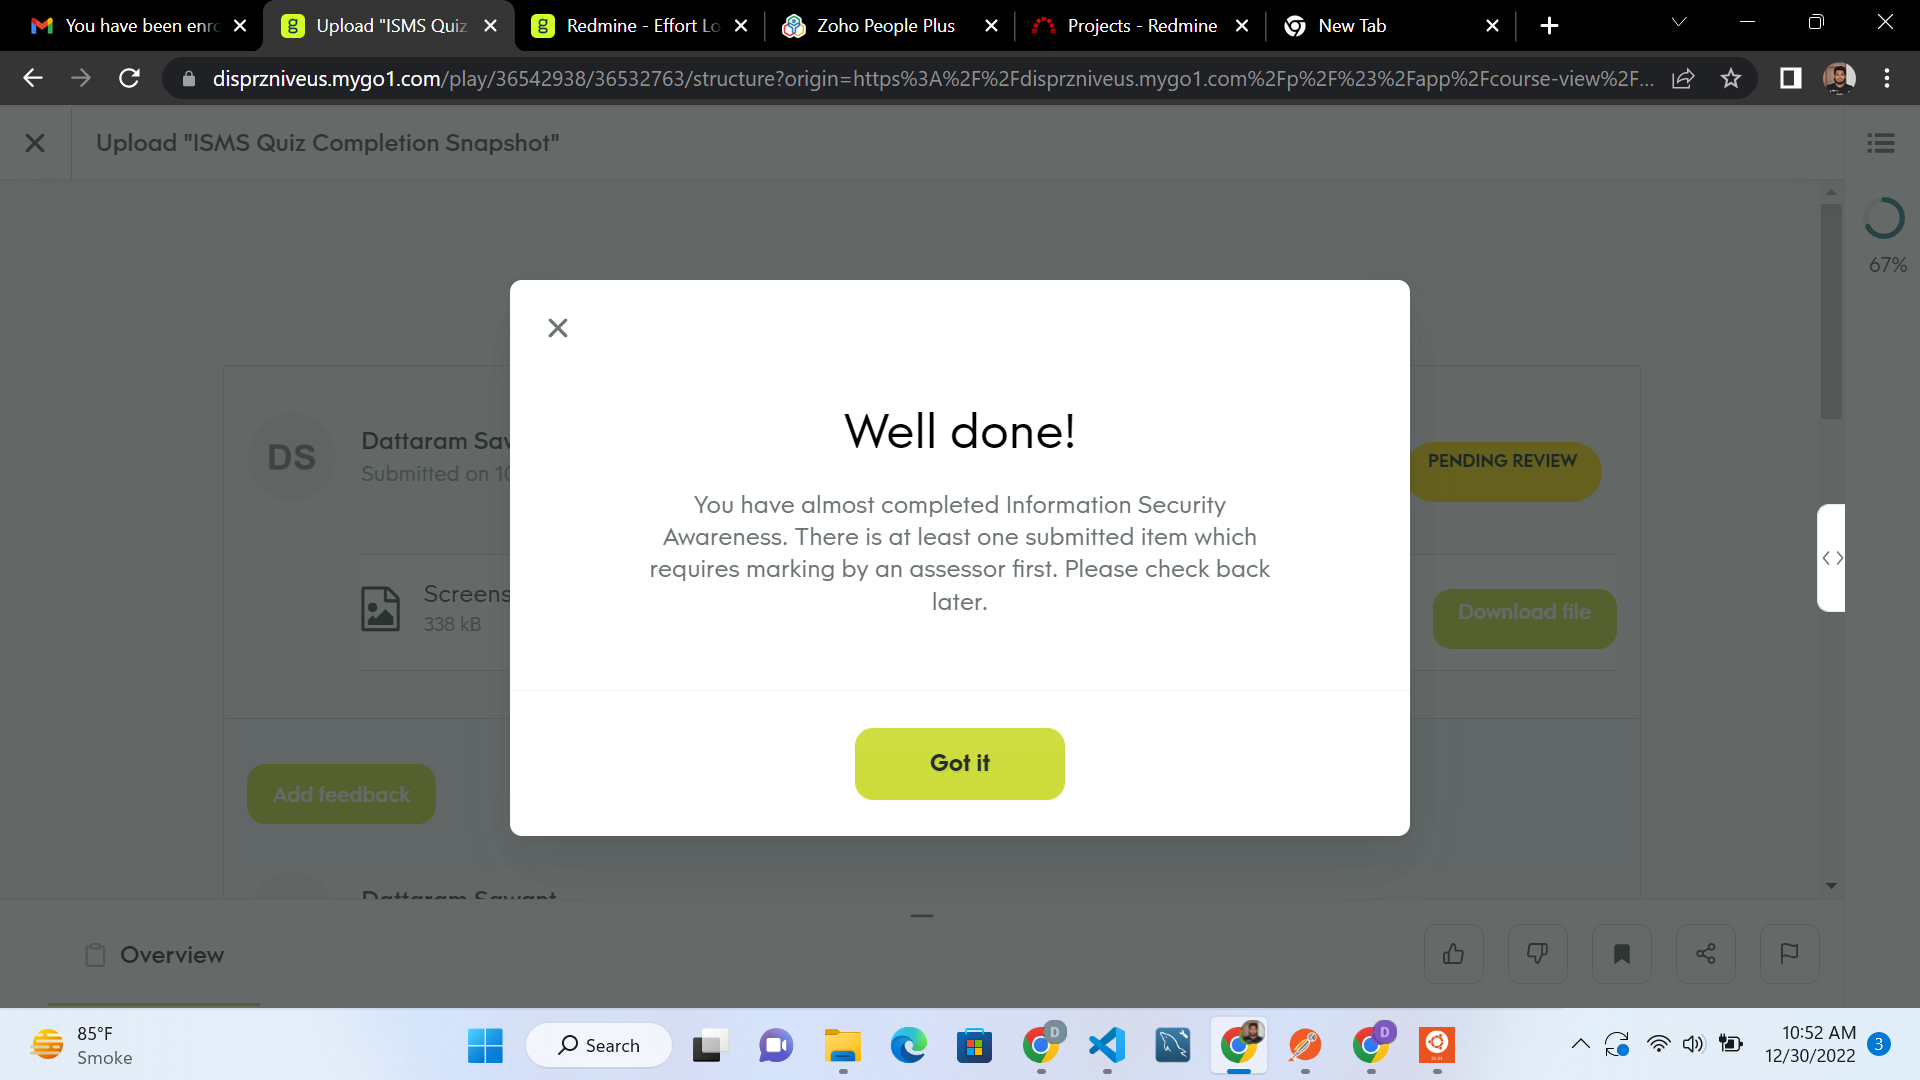 You have been enro
Upload "ISMS Quiz
Redmine - Effort Lo
Zoho People Plus
Projects - Redmine
New Tab
disprzniveus.mygo1.com/play/36542938/36532763/structure?origin=https%3A%2F%2Fdisprzniveus.mygo1.com%2Fp%2F%23%2Fapp%2Fcourse-view%2F...
Upload "ISMS Quiz Completion Snapshot"
67%
DS
Dattaram Saw
Submitted on 10
PENDING REVIEW
Screens
338 kB
Download file
Well done!
You have almost completed Information Security
Awareness. There is at least one submitted item which
requires marking by an assessor first. Please check back
later.
Got it
Add feedback
Dattaram Sawant
Overview
85°F
Smoke
Search
D
D
10:52 AM
12/30/2022
3